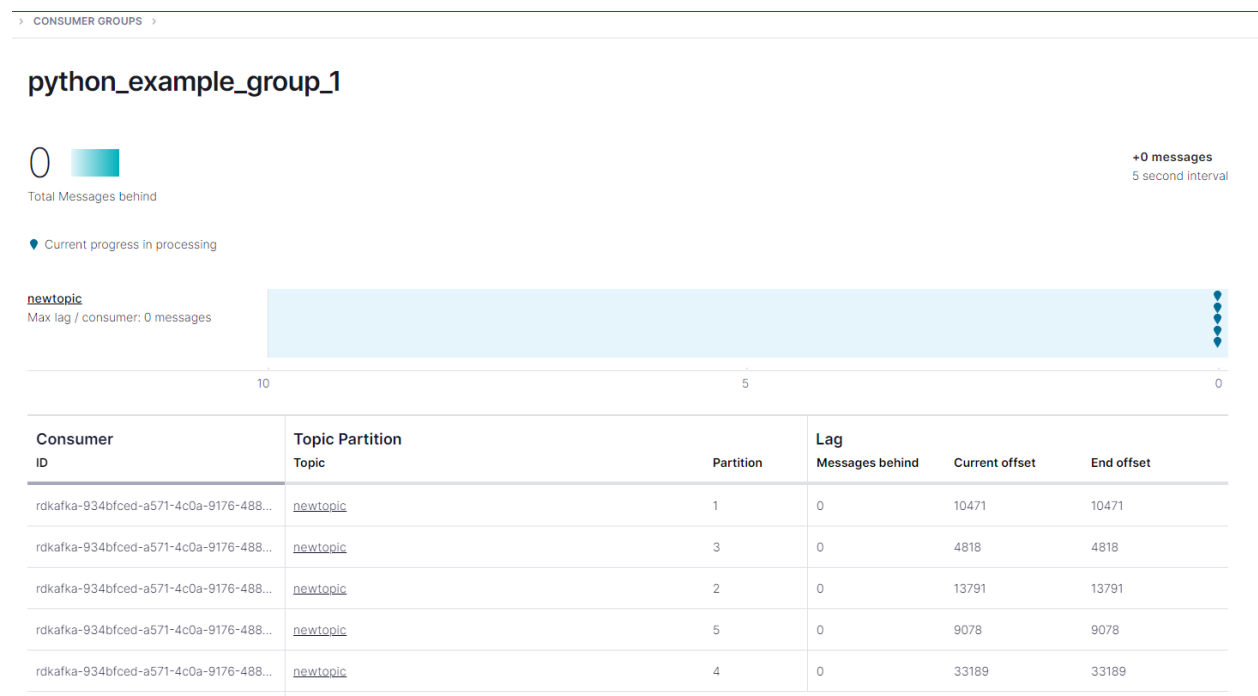 > CONSUMER GROUPS >
python_example_group_1
0
+0 messages
Total Messages behind
5 second interval
Current progress in processing
newtopic
Max lag / consumer: 0 messages
10 5 0
Consumer Topic Partition Lag
ID Topic Partition Messages behind Current offset End offset
rdkafka-934bfced-a571-4c0a-9176-488... newtopic 1 0 10471 10471
rdkafka-934bfced-a571-4c0a-9176-488... newtopic 3 0 4818 4818
rdkafka-934bfced-a571-4c0a-9176-488... newtopic 2 0 13791 13791
rdkafka-934bfced-a571-4c0a-9176-488... newtopic 5 0 9078 9078
rdkafka-934bfced-a571-4c0a-9176-488... newtopic 4 0 33189 33189